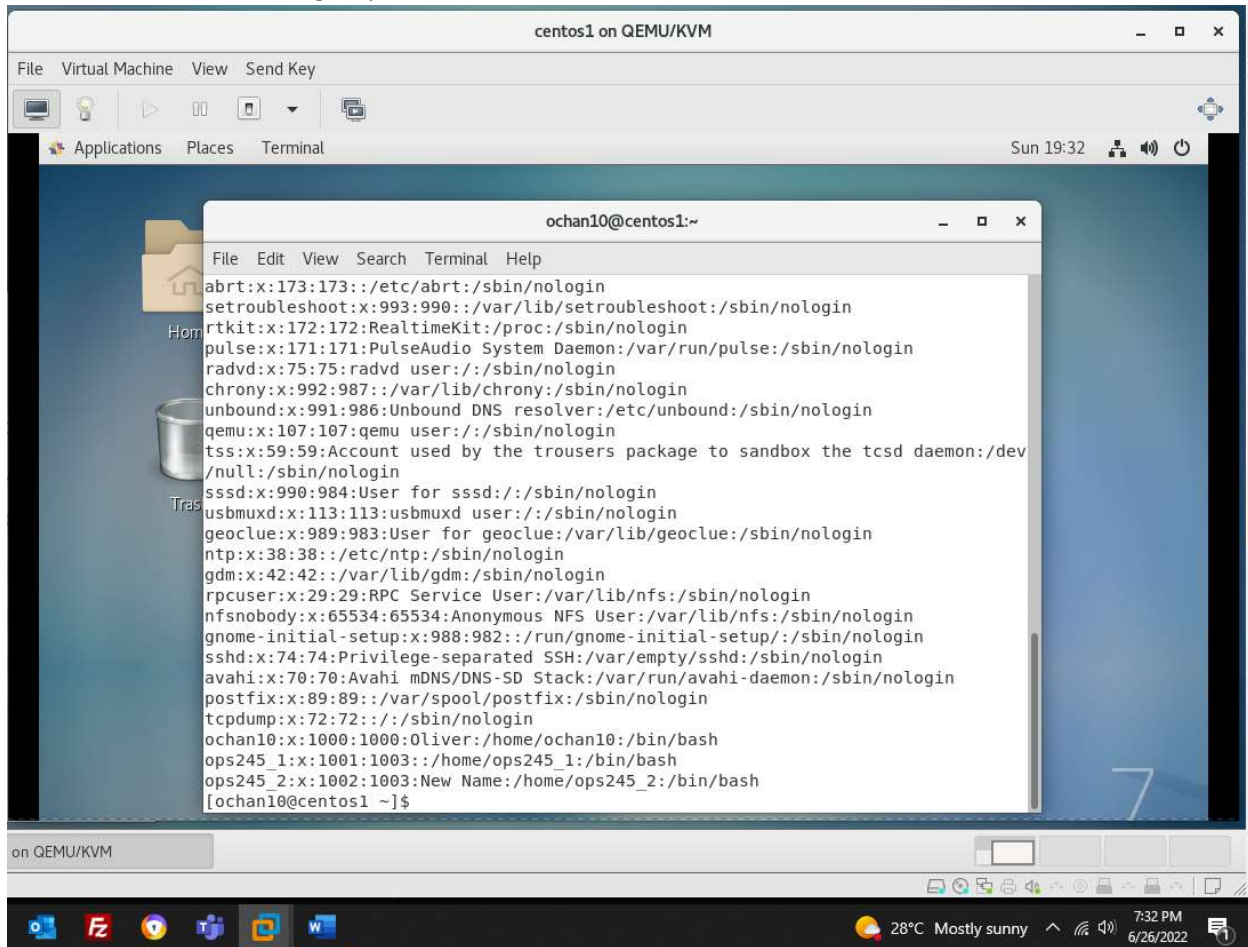 centos1 on QEMU/KVM
File Virtual Machine View Send Key
Applications Places Terminal Sun 19:32
ochan10@centos1:~
File Edit View Search Terminal Help
abrt:x:173:173::/etc/abrt:/sbin/nologin
setroubleshoot:x:993:990::/var/lib/setroubleshoot:/sbin/nologin
rtkit:x:172:172:RealtimeKit:/proc:/sbin/nologin
pulse:x:171:171:PulseAudio System Daemon:/var/run/pulse:/sbin/nologin
radvd:x:75:75:radvd user:/:/sbin/nologin
chrony:x:992:987::/var/lib/chrony:/sbin/nologin
unbound:x:991:986:Unbound DNS resolver:/etc/unbound:/sbin/nologin
qemu:x:107:107:qemu user:/:/sbin/nologin
tss:x:59:59:Account used by the trousers package to sandbox the tcsd daemon:/dev
/null:/sbin/nologin
sssd:x:990:984:User for sssd:/:/sbin/nologin
usbmuxd:x:113:113:usbmuxd user:/:/sbin/nologin
geoclue:x:989:983:User for geoclue:/var/lib/geoclue:/sbin/nologin
ntp:x:38:38::/etc/ntp:/sbin/nologin
gdm:x:42:42::/var/lib/gdm:/sbin/nologin
rpcuser:x:29:29:RPC Service User:/var/lib/nfs:/sbin/nologin
nfsnobody:x:65534:65534:Anonymous NFS User:/var/lib/nfs:/sbin/nologin
gnome-initial-setup:x:988:982::/run/gnome-initial-setup/:/sbin/nologin
sshd:x:74:74:Privilege-separated SSH:/var/empty/sshd:/sbin/nologin
avahi:x:70:70:Avahi mDNS/DNS-SD Stack:/var/run/avahi-daemon:/sbin/nologin
postfix:x:89:89::/var/spool/postfix:/sbin/nologin
tcpdump:x:72:72::/:/sbin/nologin
ochan10:x:1000:1000:Oliver:/home/ochan10:/bin/bash
ops245_1:x:1001:1003::/home/ops245_1:/bin/bash
ops245_2:x:1002:1003:New Name:/home/ops245_2:/bin/bash
[ochan10@centos1 ~]$
Hom
Tras
7
on QEMU/KVM
28°C Mostly sunny
7:32 PM
6/26/2022
1